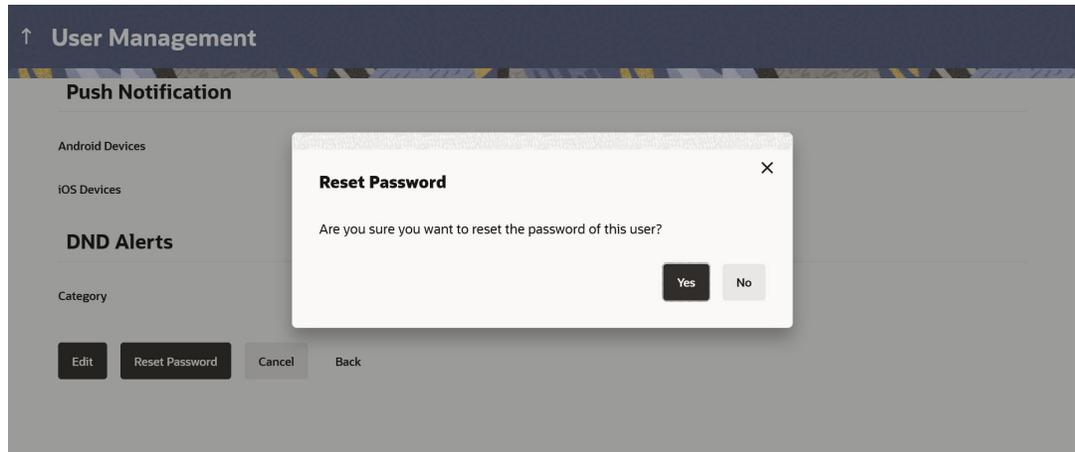 User Management
Push Notification
Android Devices
iOS Devices
Reset Password
Are you sure you want to reset the password of this user?
Yes No
DND Alerts
Category
Edit Reset Password Cancel Back